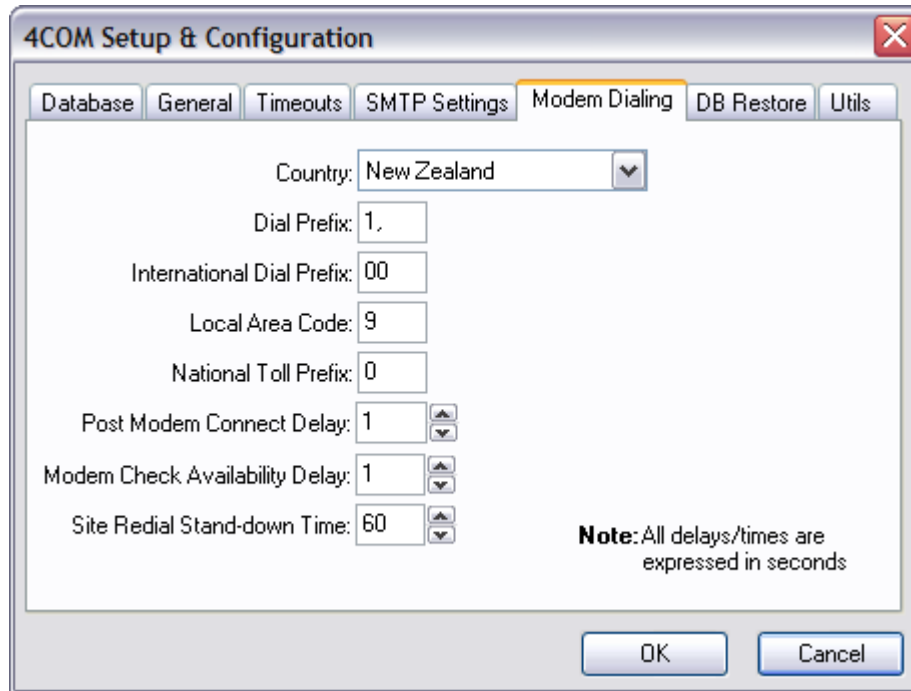 4COM Setup & Configuration
Database General Timeouts SMTP Settings Modem Dialing DB Restore Utils
Country: New Zealand
Dial Prefix: 1,
International Dial Prefix: 00
Local Area Code: 9
National Toll Prefix: 0
Post Modem Connect Delay: 1
Modem Check Availability Delay: 1
Site Redial Stand-down Time: 60
Note: All delays/times are
expressed in seconds
OK Cancel